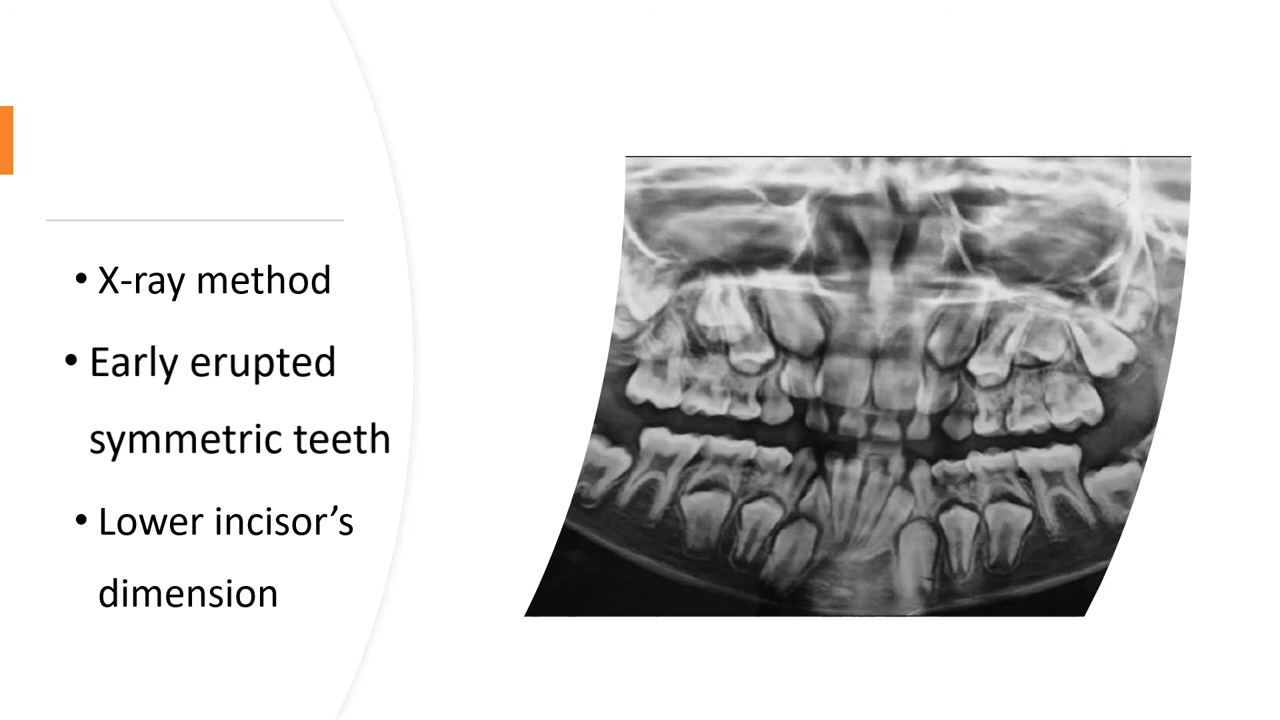 • X-ray method
• Early erupted
symmetric teeth
• Lower incisor’s
dimension